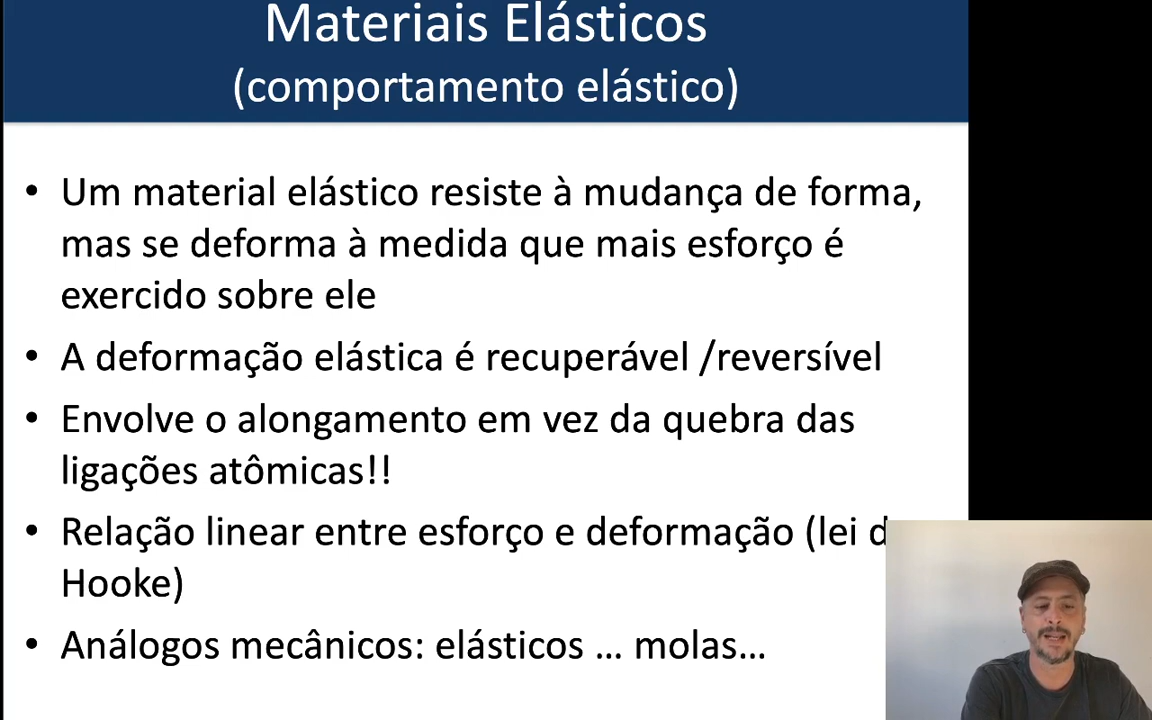 Materiais Elásticos
(comportamento elástico)
• Um material elástico resiste à mudança de forma,
mas se deforma à medida que mais esforço é
exercido sobre ele
• A deformação elástica é recuperável /reversível
• Envolve o alongamento em vez da quebra das
ligações atômicas!!
• Relação linear entre esforço e deformação (lei d
Hooke)
• Análogos mecânicos: elásticos ... molas...